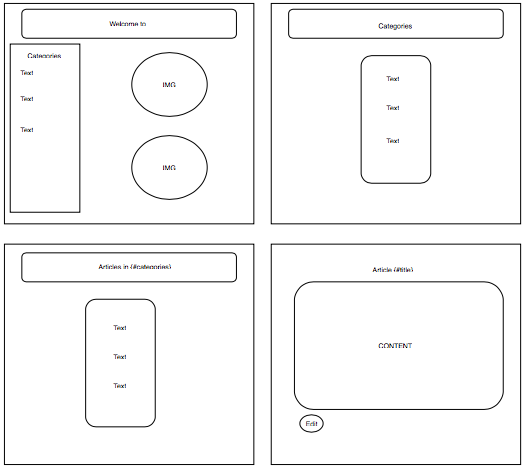 Welcome to
Categories
Text
Text
Text
IMG
IMG
Categories
Text
Text
Text
Articles in {#categories}
Text
Text
Text
Article {#title}
CONTENT
Edit